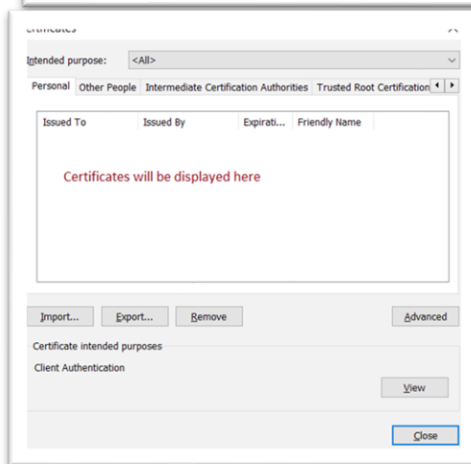 Certificates
Intended purpose: <All>
Personal Other People Intermediate Certification Authorities Trusted Root Certification
Issued To Issued By Expirati... Friendly Name
Certificates will be displayed here
Import... Export... Remove Advanced
Certificate intended purposes
Client Authentication
View
Close